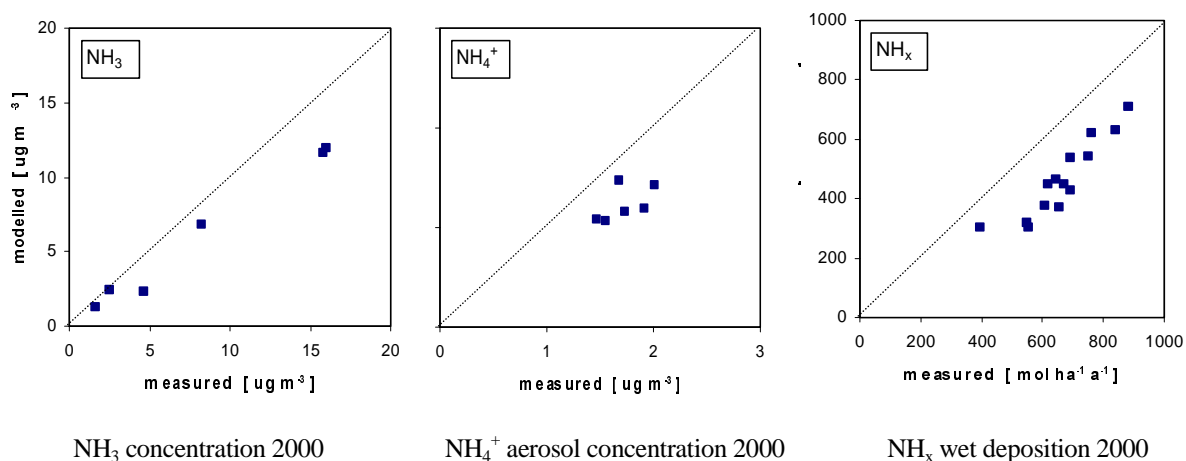 NH3
20
15
10
5
0
0 5 10 15 20
modelled [ ug m -3 ]
measured [ ug m-3 ]
NH4+
0 1 2 3
measured [ ug m-3 ]
NHx
1000
800
600
400
200
0
0 200 400 600 800 1000
measured [ mol ha-1 a-1 ]
NH3 concentration 2000
NH4+ aerosol concentration 2000
NHx wet deposition 2000